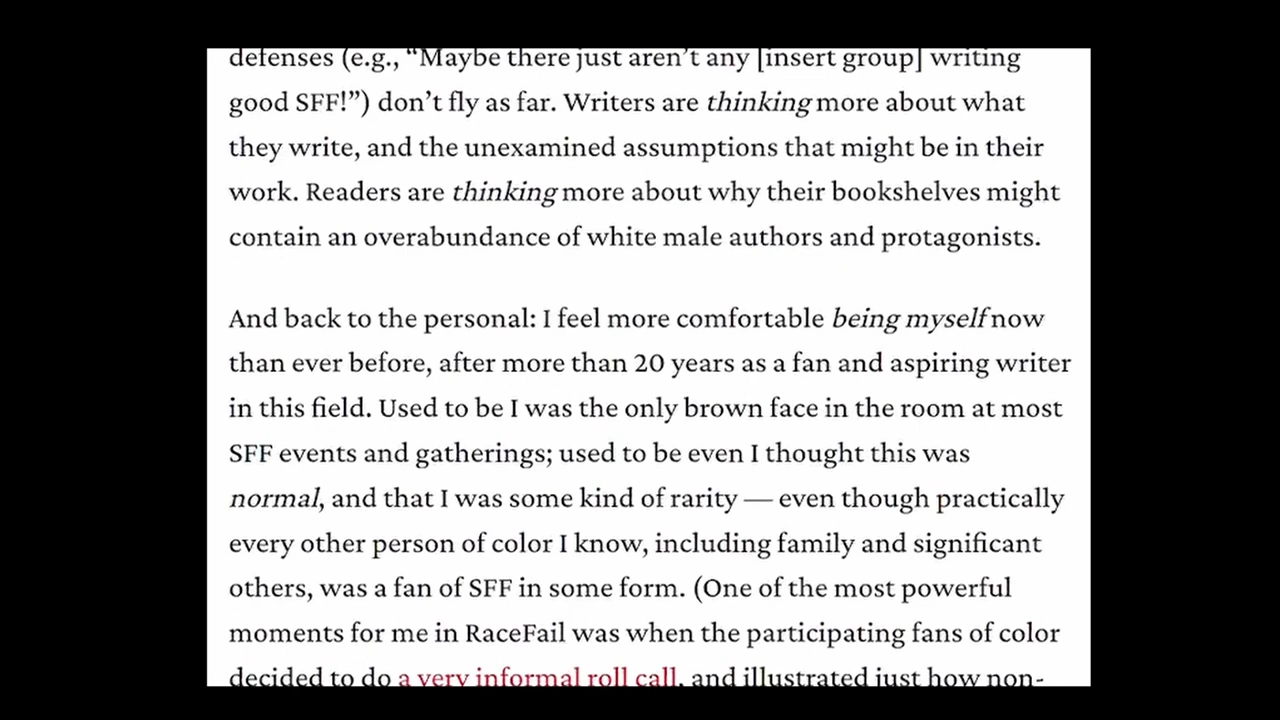 defenses (e.g., “Maybe there just aren’t any [insert group] writing
good SFF!”) don’t fly as far. Writers are thinking more about what
they write, and the unexamined assumptions that might be in their
work. Readers are thinking more about why their bookshelves might
contain an overabundance of white male authors and protagonists.
And back to the personal: I feel more comfortable being myself now
than ever before, after more than 20 years as a fan and aspiring writer
in this field. Used to be I was the only brown face in the room at most
SFF events and gatherings; used to be even I thought this was
normal, and that I was some kind of rarity — even though practically
every other person of color I know, including family and significant
others, was a fan of SFF in some form. (One of the most powerful
moments for me in RaceFail was when the participating fans of color
decided to do a very informal roll call, and illustrated just how non-